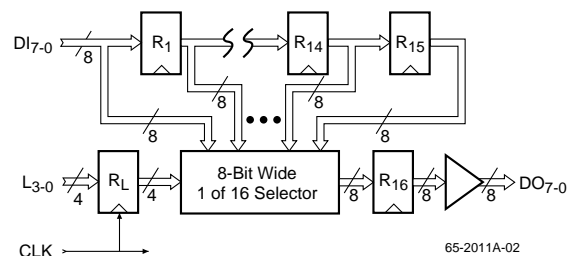 DI7-0
8
R1
R14
R15
8
8
8
8
L3-0
4
RL
4
8-Bit Wide
1 of 16 Selector
8
R16
8
8
DO7-0
CLK
65-2011A-02